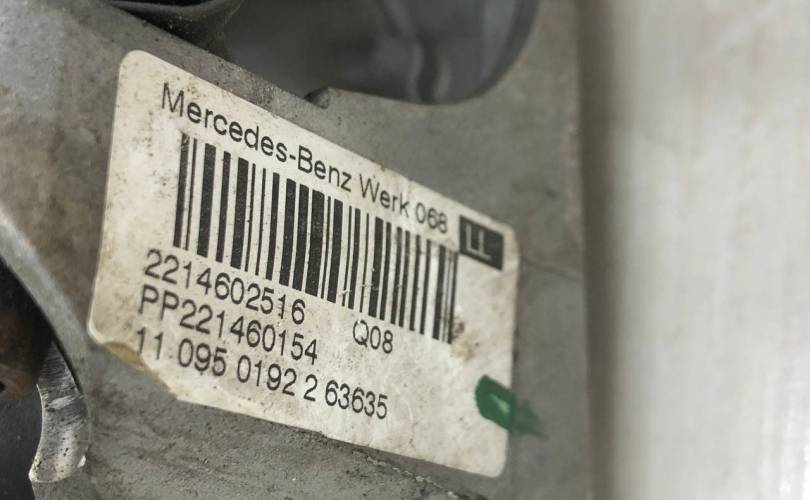 Mercedes-Benz Werk 068
LL
2214602516 Q08
PP221460154
11 095 0192 2 63635